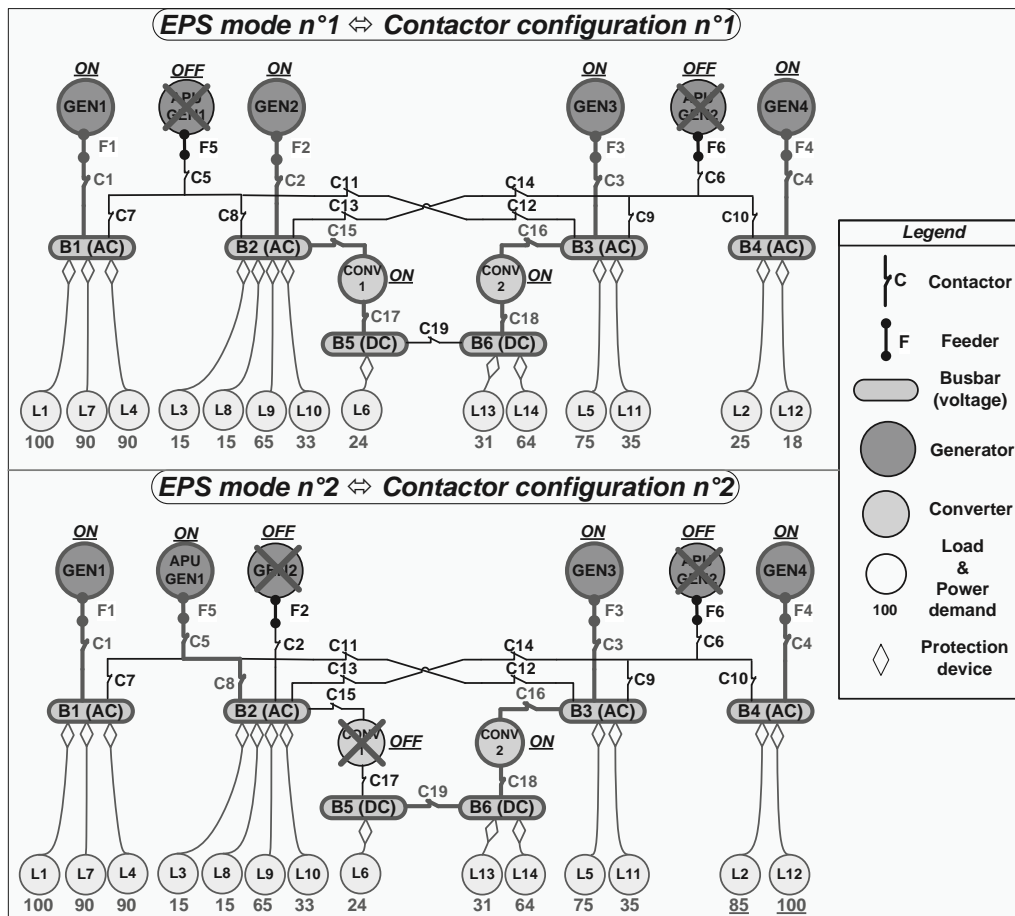 EPS mode n°1 ⇔ Contactor configuration n°1
ON OFF ON ON OFF ON
GEN1 APU GEN1 GEN2 GEN3 APU GEN2 GEN4
F1 F5 F2 F3 F6 F4
C1 C5 C2 C11 C14 C3 C6 C4
C7 C8 C13 C12 C9 C10
C15 C16
B1 (AC) B2 (AC) B3 (AC) B4 (AC)
CONV 1 ON CONV 2 ON
C17 C19 C18
B5 (DC) B6 (DC)
L1 L7 L4 L3 L8 L9 L10 L6 L13 L14 L5 L11 L2 L12
100 90 90 15 15 65 33 24 31 64 75 35 25 18
EPS mode n°2 ⇔ Contactor configuration n°2
ON ON OFF ON OFF ON
GEN1 APU GEN1 GEN2 GEN3 APU GEN2 GEN4
F1 F5 F2 F3 F6 F4
C1 C5 C2 C11 C14 C3 C6 C4
C7 C8 C13 C12 C9 C10
C15 C16
B1 (AC) B2 (AC) B3 (AC) B4 (AC)
CONV 1 OFF CONV 2 ON
C17 C19 C18
B5 (DC) B6 (DC)
L1 L7 L4 L3 L8 L9 L10 L6 L13 L14 L5 L11 L2 L12
100 90 90 15 15 65 33 24 31 64 75 35 85 100
Legend
C Contactor
F Feeder
Busbar
(voltage)
Generator
Converter
Load
&
Power
100 demand
Protection
device